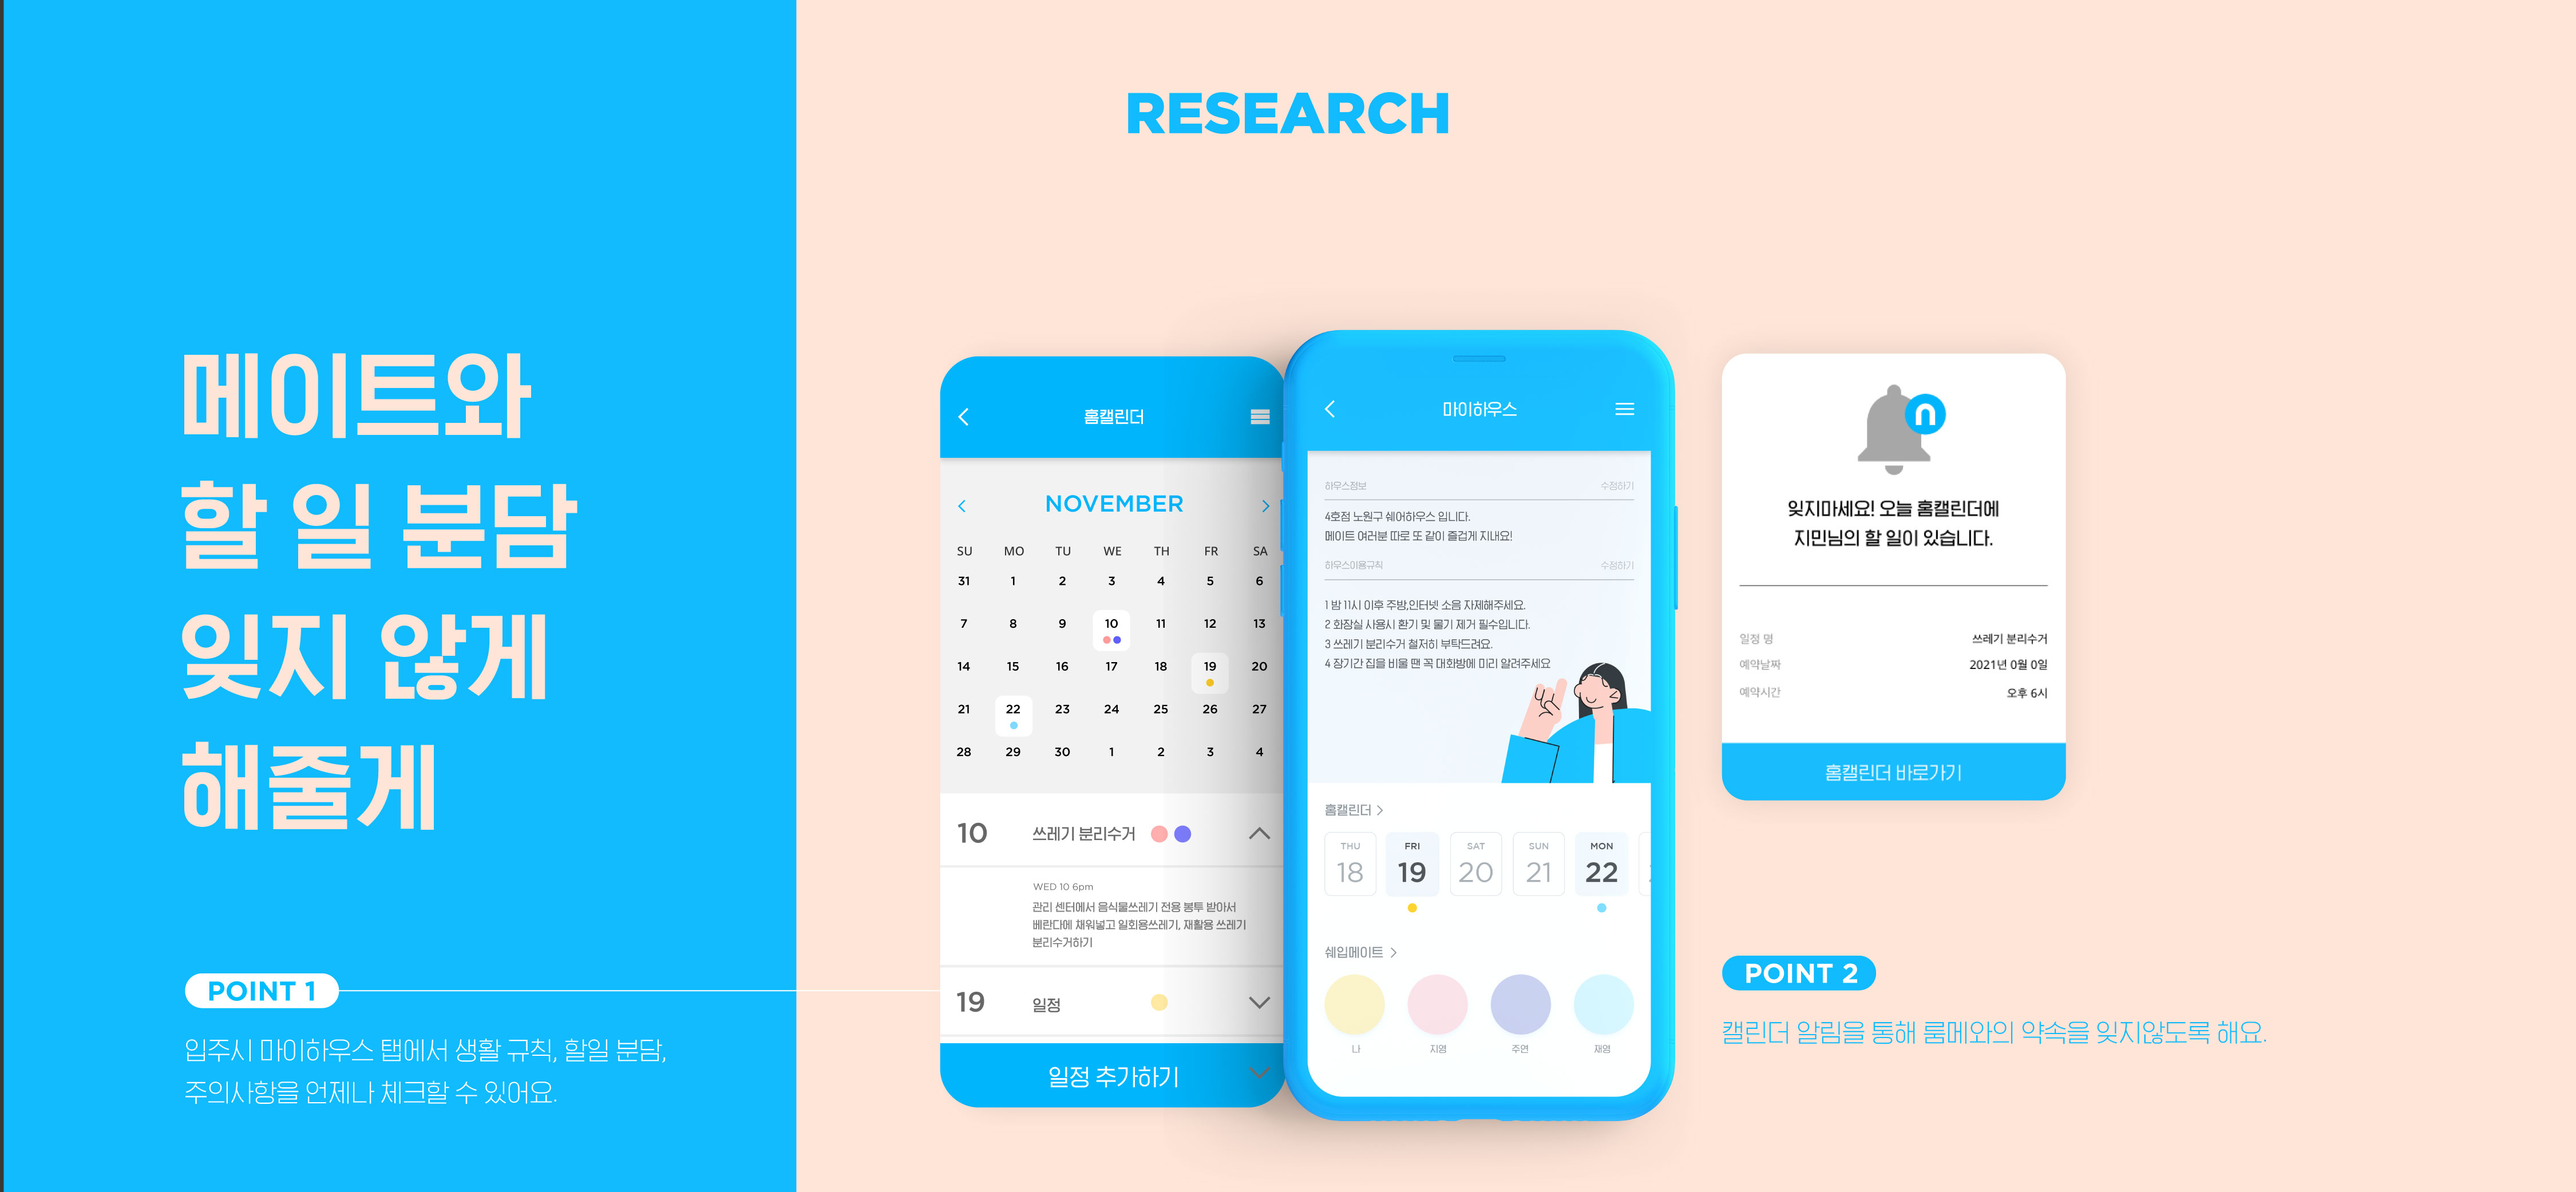 RESEARCH
메이트와
할 일 분담
잊지 않게
해줄게
POINT 1
입주시 마이하우스 탭에서 생활 규칙, 할일 분담,
주의사항을 언제나 체크할 수 있어요.
홈캘린더
NOVEMBER
SU MO TU WE TH FR SA
31 1 2 3 4 5 6
7 8 9 10 11 12 13
14 15 16 17 18 19 20
21 22 23 24 25 26 27
28 29 30 1 2 3 4
10 쓰레기 분리수거
WED 10 6pm
관리 센터에서 음식물쓰레기 전용 봉투 받아서
베란다에 채워넣고 일회용쓰레기, 재활용 쓰레기
분리수거하기
19 일정
일정 추가하기
마이하우스
하우스정보 수정하기
4호점 노원구 쉐어하우스 입니다.
메이트 여러분 따로 또 같이 즐겁게 지내요!
하우스이용규칙 수정하기
1 밤 11시 이후 주방,인터넷 소음 자제해주세요.
2 화장실 사용시 환기 및 물기 제거 필수입니다.
3 쓰레기 분리수거 철저히 부탁드려요.
4 장기간 집을 비울 땐 꼭 대화방에 미리 알려주세요
홈캘린더
THU FRI SAT SUN MON
18 19 20 21 22
쉐입메이트
나 지영 주연 재영
n
잊지마세요! 오늘 홈캘린더에
지민님의 할 일이 있습니다.
일정 명 쓰레기 분리수거
예약날짜 2021년 0월 0일
예약시간 오후 6시
홈캘린더 바로가기
POINT 2
캘린더 알림을 통해 룸메와의 약속을 잊지않도록 해요.